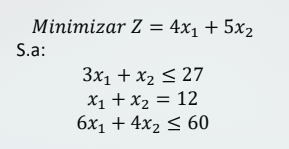 Minimizar Z = 4x₁ + 5x₂
S.a:
3x₁ + x₂ ≤ 27
x₁ + x₂ = 12
6x₁ + 4x₂ ≤ 60